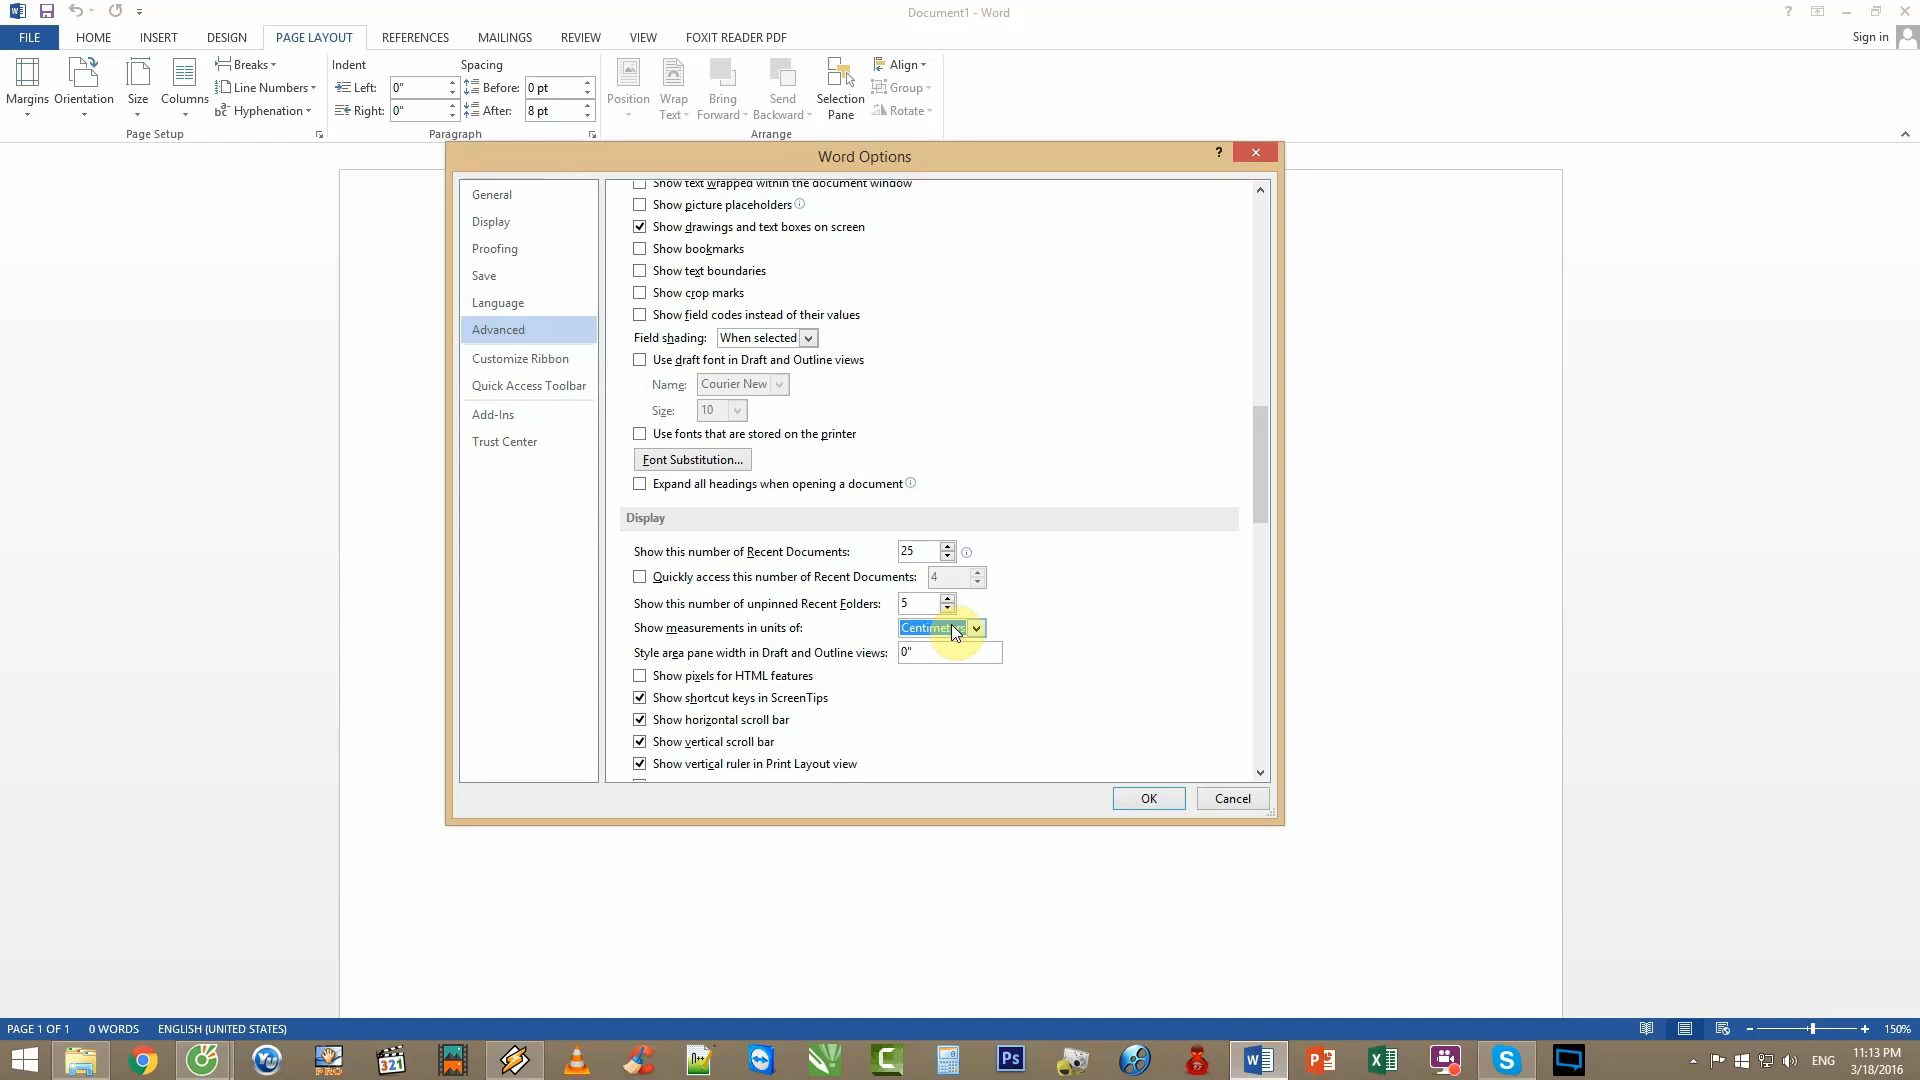 Document1 - Word
FILE HOME INSERT DESIGN PAGE LAYOUT REFERENCES MAILINGS REVIEW VIEW FOXIT READER PDF
Sign in
Margins
Orientation
Size
Columns
Breaks
Line Numbers
Hyphenation
Page Setup
Indent
Left: 0"
Right: 0"
Spacing
Before: 0 pt
After: 8 pt
Paragraph
Position
Wrap
Text
Bring
Forward
Send
Backward
Selection
Pane
Align
Group
Rotate
Arrange
Word Options
?
General
Display
Proofing
Save
Language
Advanced
Customize Ribbon
Quick Access Toolbar
Add-Ins
Trust Center
Show text wrapped within the document window
Show picture placeholders
Show drawings and text boxes on screen
Show bookmarks
Show text boundaries
Show crop marks
Show field codes instead of their values
Field shading: When selected
Use draft font in Draft and Outline views
Name: Courier New
Size: 10
Use fonts that are stored on the printer
Font Substitution...
Expand all headings when opening a document
Display
Show this number of Recent Documents: 25
Quickly access this number of Recent Documents: 4
Show this number of unpinned Recent Folders: 5
Show measurements in units of: Centimeters
Style area pane width in Draft and Outline views: 0"
Show pixels for HTML features
Show shortcut keys in ScreenTips
Show horizontal scroll bar
Show vertical scroll bar
Show vertical ruler in Print Layout view
OK Cancel
PAGE 1 OF 1 0 WORDS ENGLISH (UNITED STATES)
150%
PRO
321
Ps
ENG
11:13 PM
3/18/2016